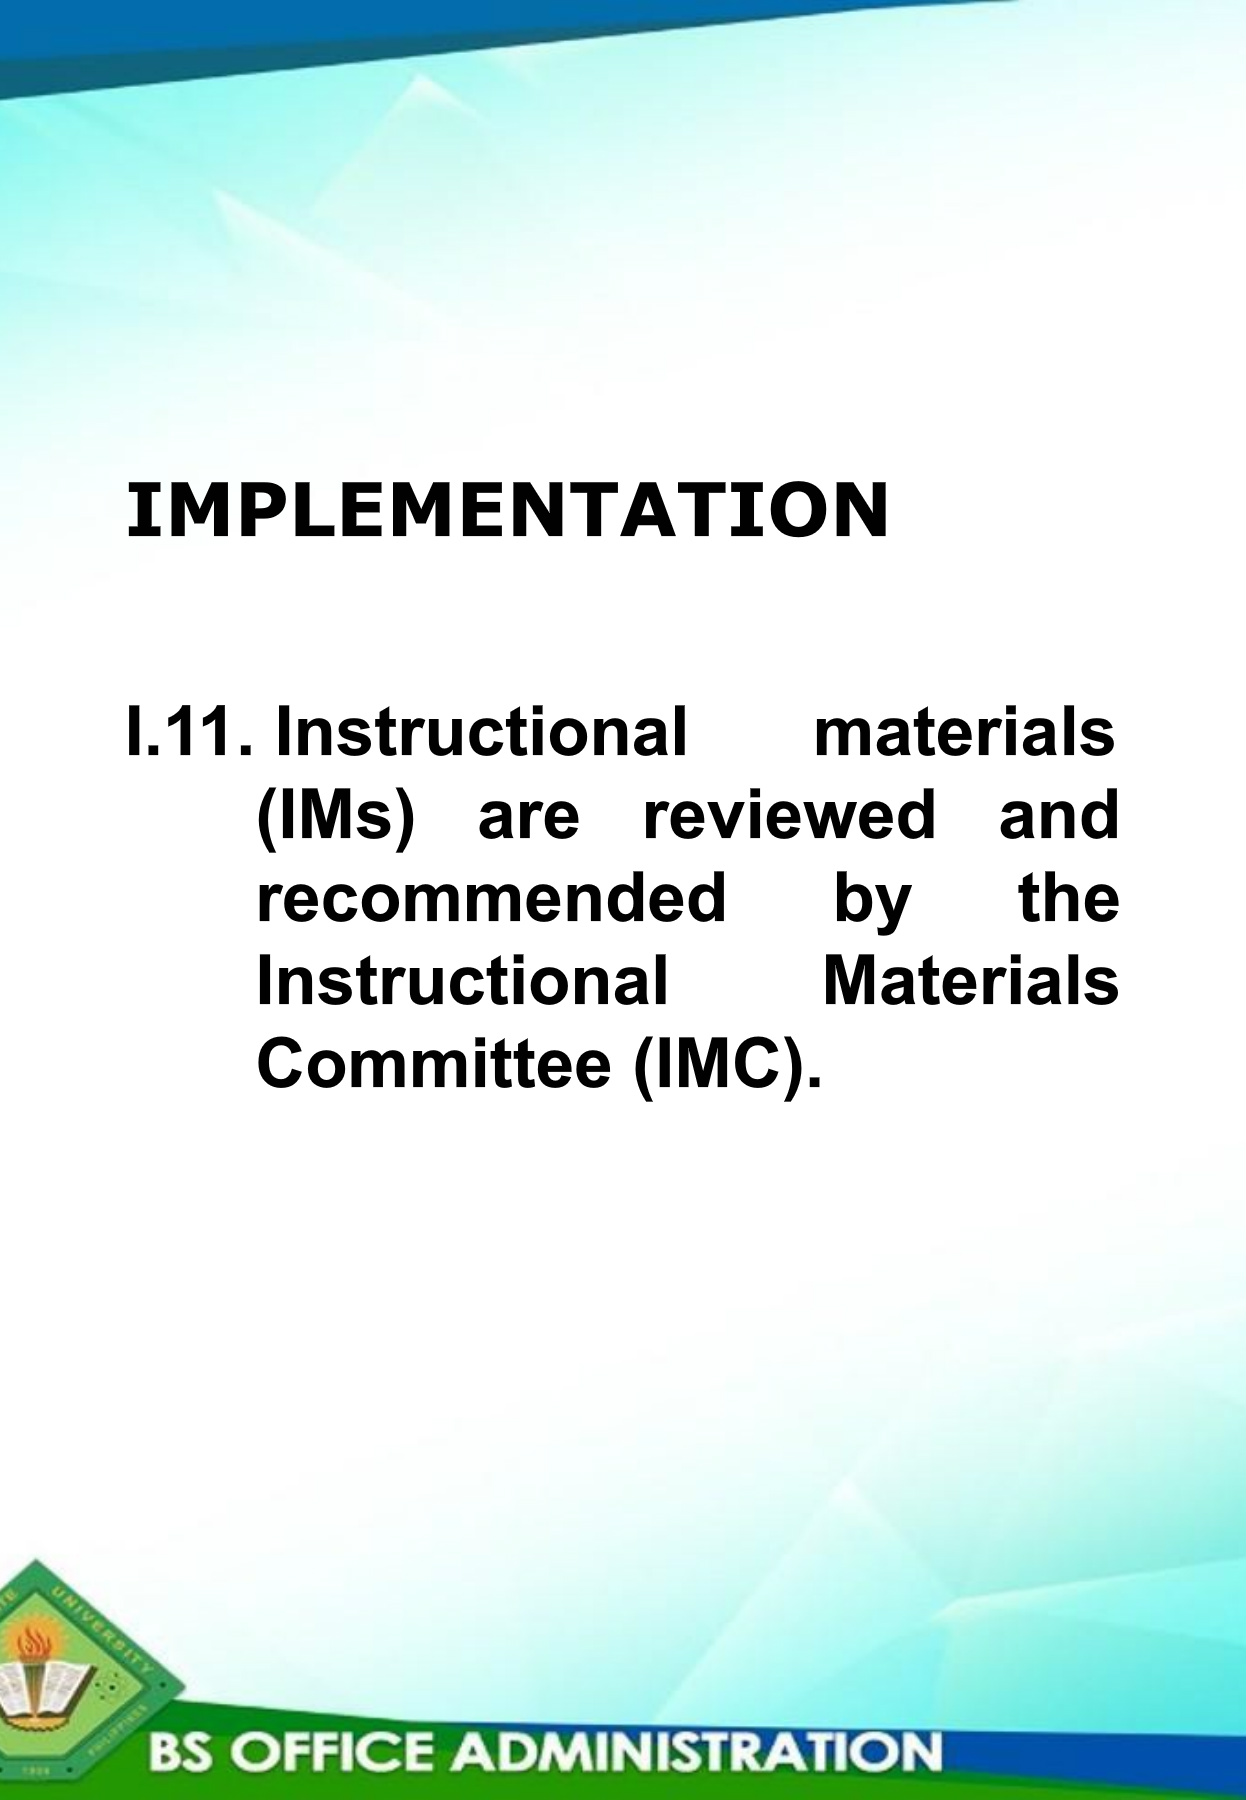 IMPLEMENTATION
I.11. Instructional materials
(IMs) are reviewed and
recommended by the
Instructional Materials
Committee (IMC).
UNIVERSITY
PHILIPPINES
BS OFFICE ADMINISTRATION